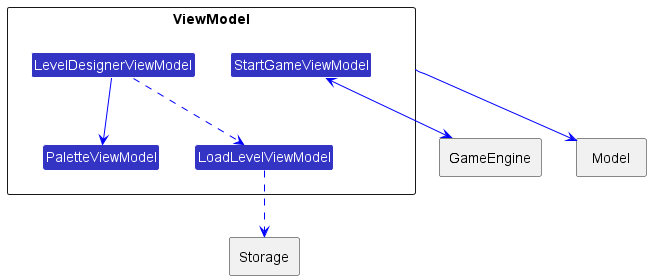 ViewModel
LevelDesignerViewModel
StartGameViewModel
PaletteViewModel
LoadLevelViewModel
GameEngine
Model
Storage